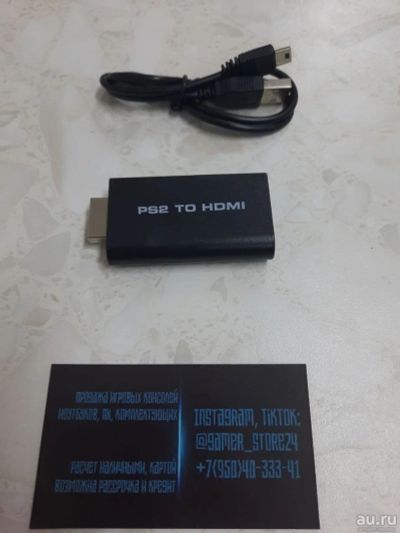 PS2 TO HDMI
ПРОДАЖА ИГРОВЫХ КОНСОЛЕЙ
НОУТБАКОВ, ПК, КОМПЛЕКТУЮЩИХ
РАСЧЕТ НАЛИЧНЫМИ, КАРТОЙ
ВОЗМОЖНА РАССРОЧКА И КРЕДИТ
INSTAGRAM, TIKTOK:
@GAMER_STORE24
+7(950)40-333-41
au.ru